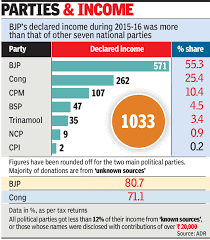 PARTIES & INCOME
BJP's declared income during 2015-16 was more
than that of other seven national parties
Party Declared income % share
BJP 571 55.3
Cong 262 25.4
CPM 107 10.4
BSP 47 4.5
Trinamool 35 3.4
NCP 9 0.9
CPI 2 0.2
1033
Figures have been rounded off for the two main political parties.
Majority of donations are from 'unknown sources'
BJP 80.7
Cong 71.1
Data in %, as per tax returns
All political parties got less than 12% of their income from 'known sources',
or those whose names were disclosed with contributions of over ₹ 20,000
Source: ADR